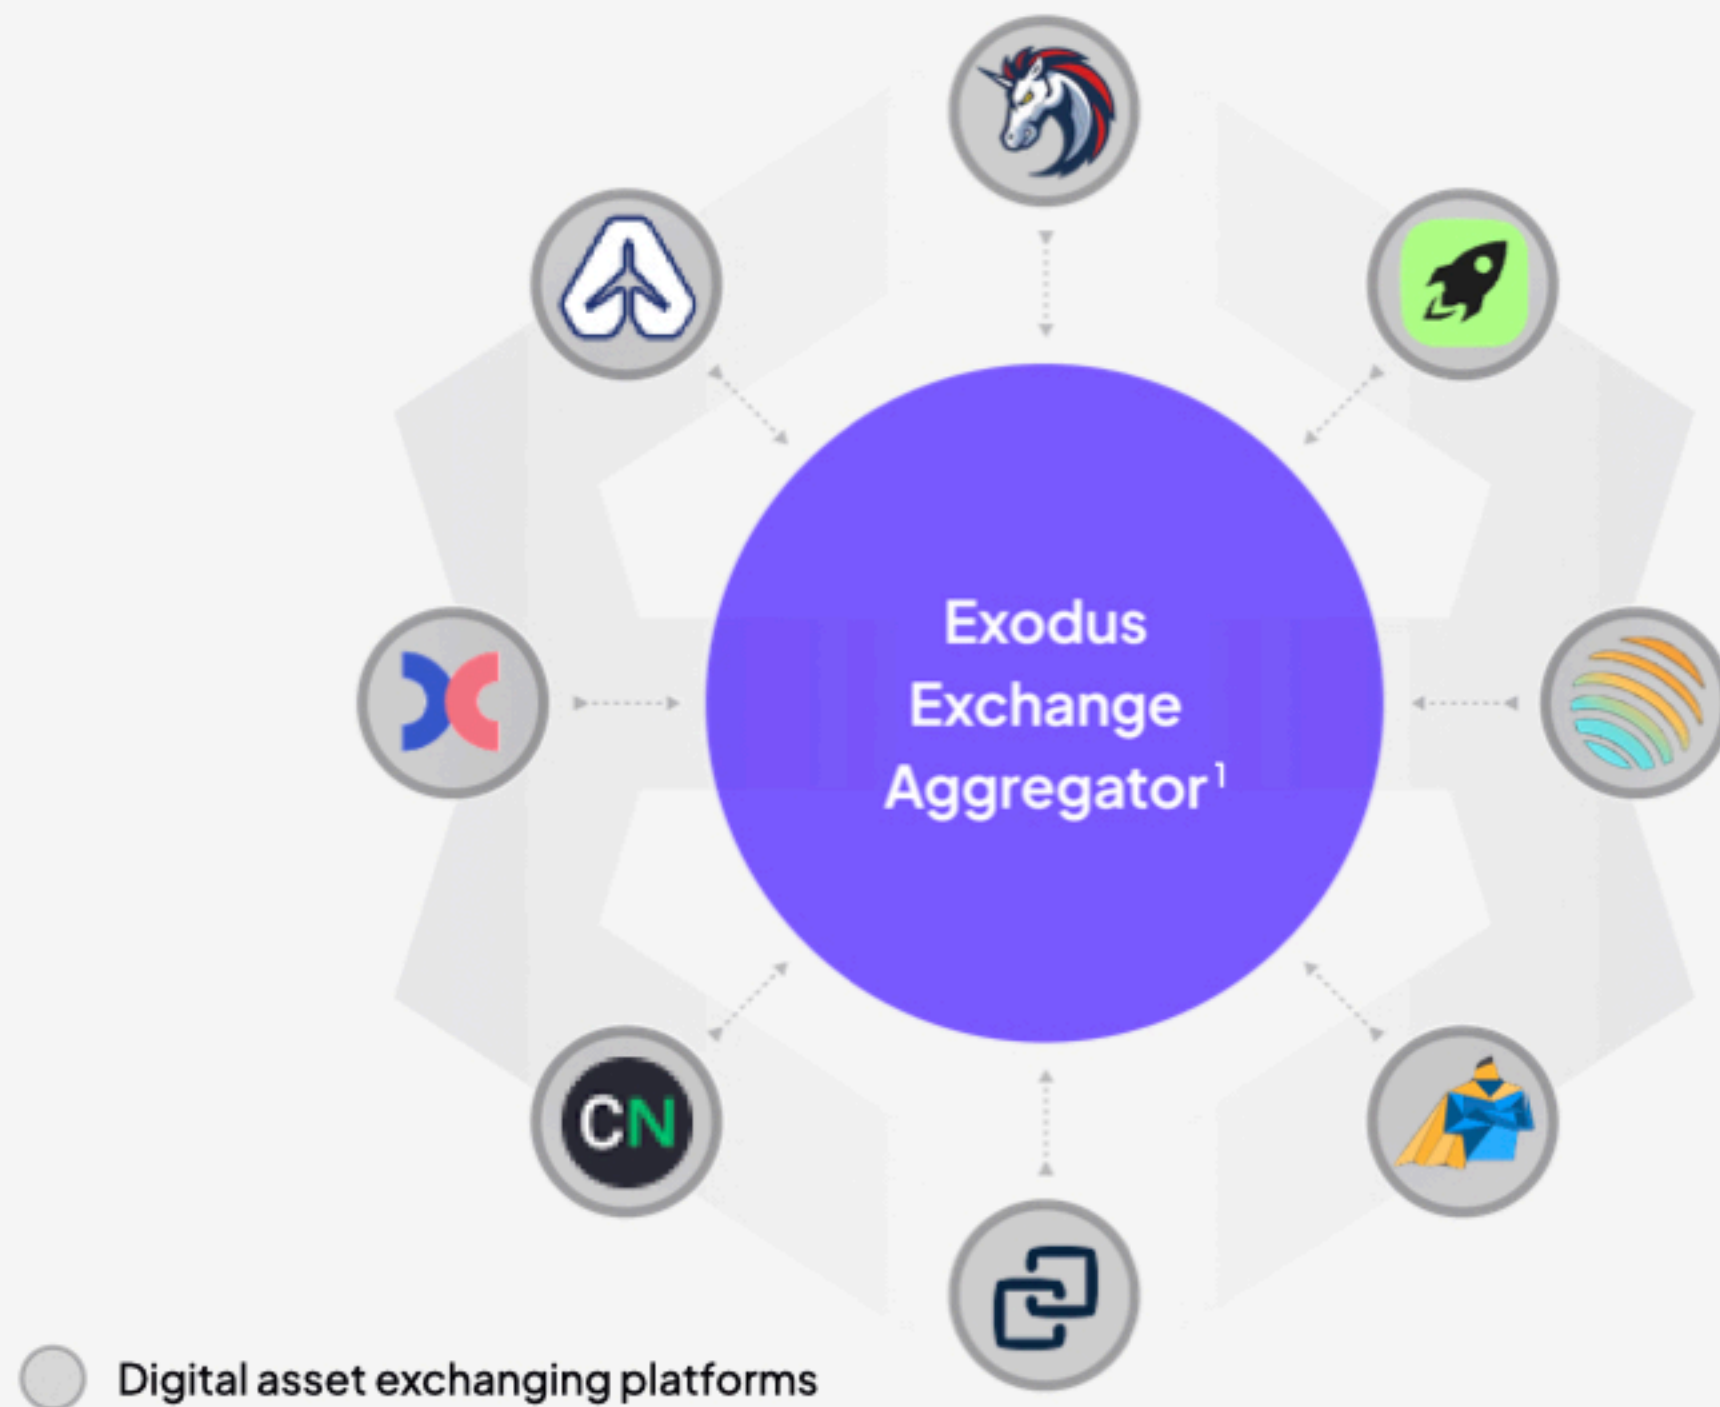 Exodus
Exchange
Aggregator¹
CN
Digital asset exchanging platforms